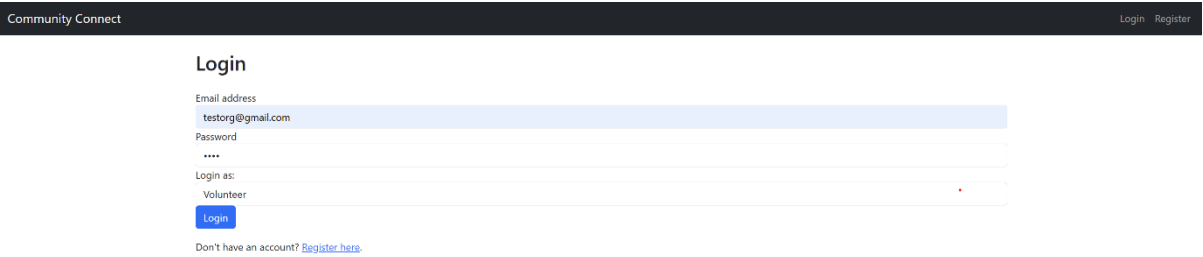 Community Connect Login Register
Login
Email address
testorg@gmail.com
Password
••••
Login as:
Volunteer
Login
Don't have an account? Register here.